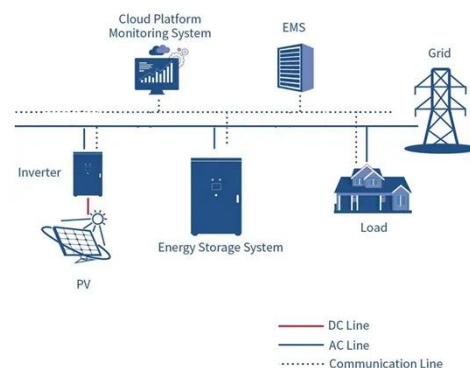 Cloud Platform
Monitoring System
EMS
Grid
Inverter
Energy Storage System
Load
PV
DC Line
AC Line
Communication Line